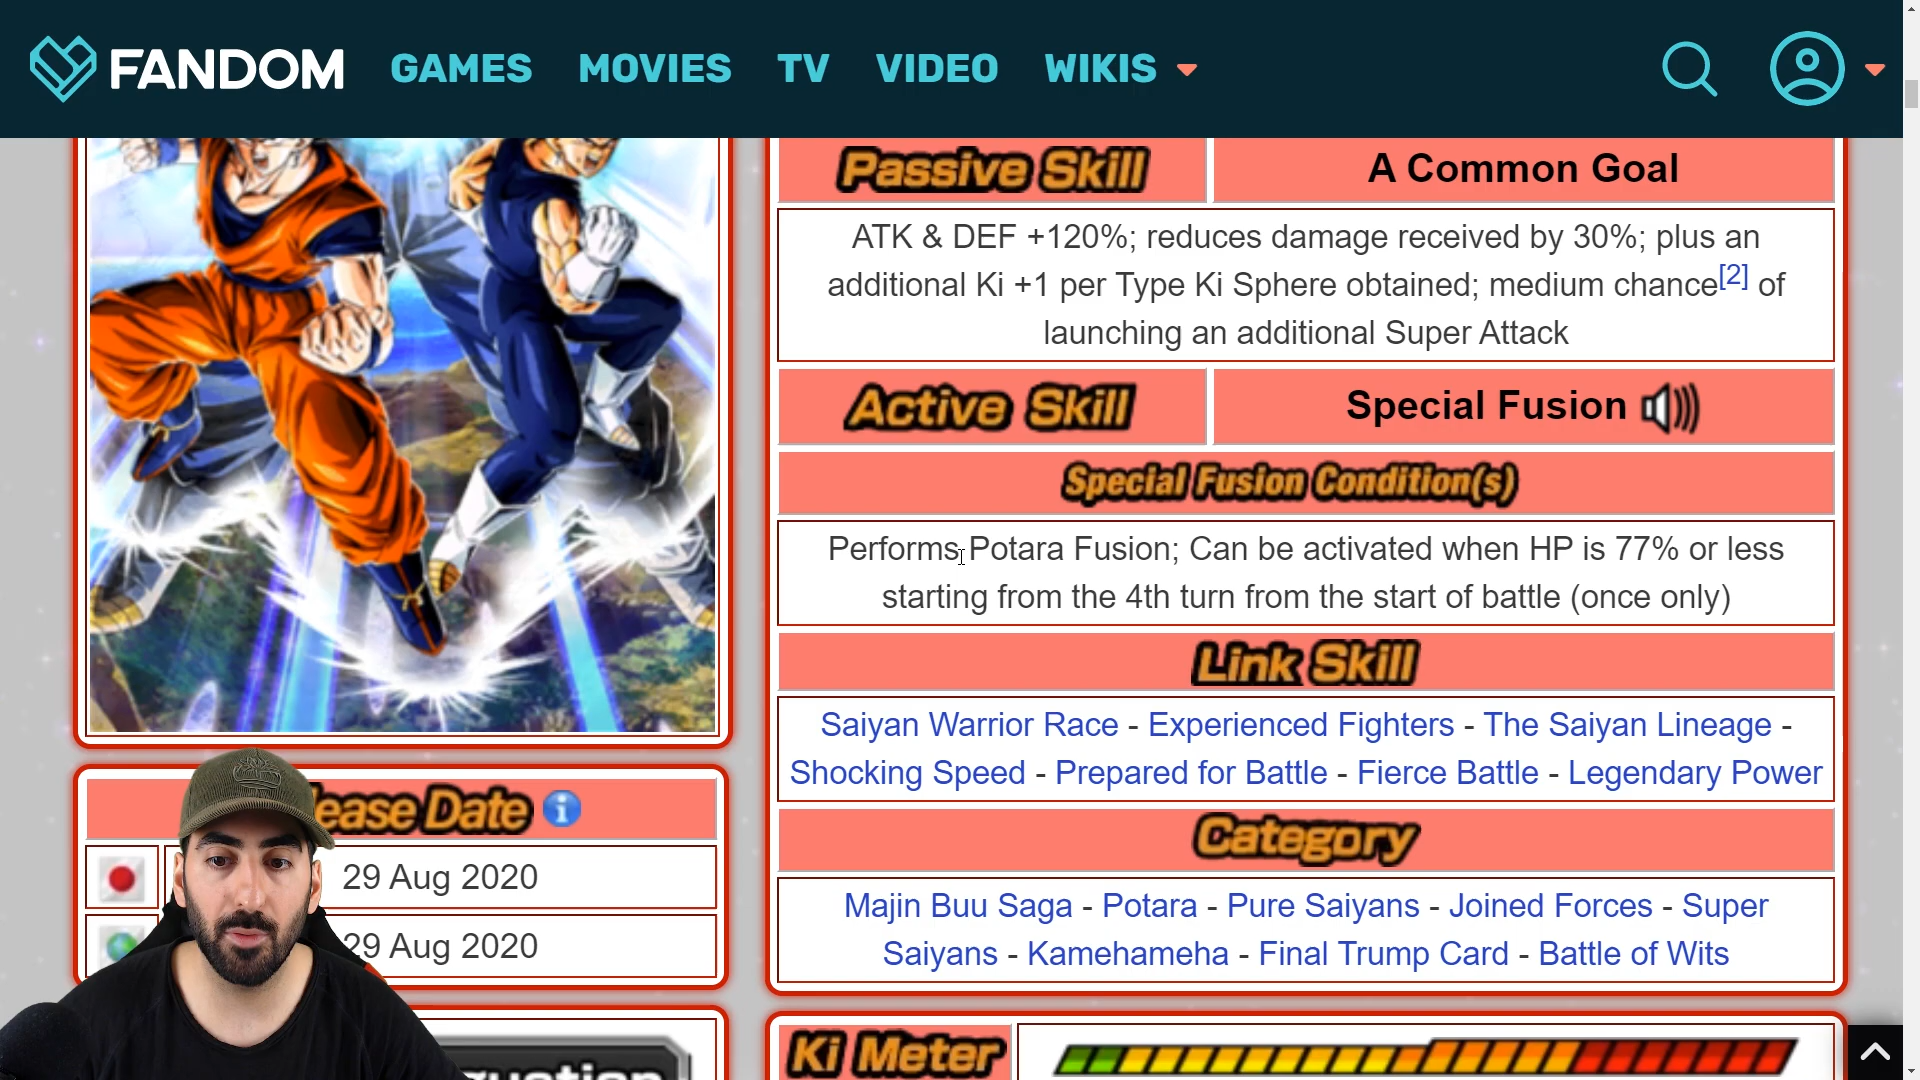 FANDOM GAMES MOVIES TV VIDEO WIKIS
Passive Skill
A Common Goal
ATK & DEF +120%; reduces damage received by 30%; plus an
additional Ki +1 per Type Ki Sphere obtained; medium chance[2] of
launching an additional Super Attack
Active Skill
Special Fusion
Special Fusion Condition(s)
Performs Potara Fusion; Can be activated when HP is 77% or less
starting from the 4th turn from the start of battle (once only)
Link Skill
Saiyan Warrior Race - Experienced Fighters - The Saiyan Lineage -
Shocking Speed - Prepared for Battle - Fierce Battle - Legendary Power
Category
Majin Buu Saga - Potara - Pure Saiyans - Joined Forces - Super
Saiyans - Kamehameha - Final Trump Card - Battle of Wits
Ki Meter
ease Date
29 Aug 2020
29 Aug 2020